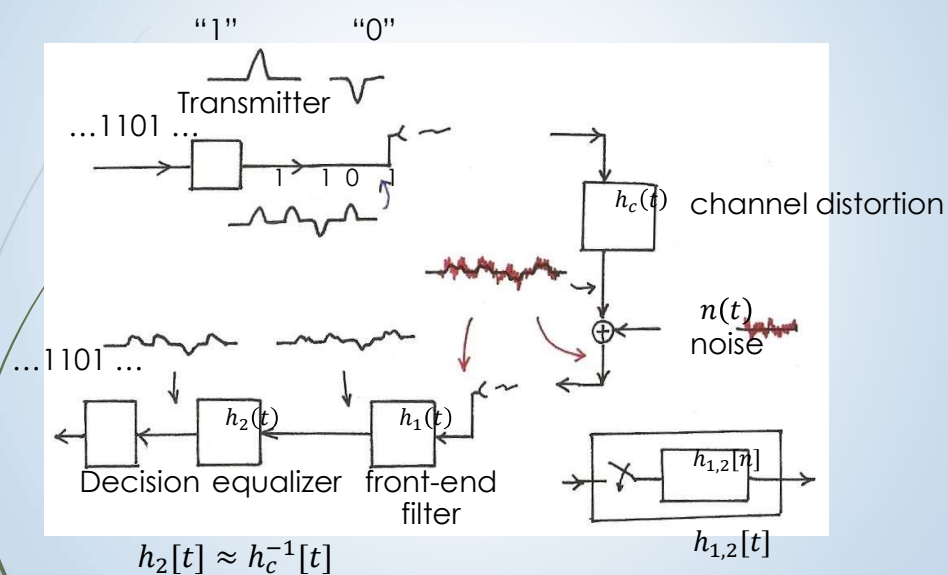 “1” “0”
Transmitter
...1101 ...
1 1 0 1
h_c(t) channel distortion
n(t)
noise
...1101 ...
h_2(t) h_1(t)
Decision equalizer front-end
filter
h_{1,2}[n]
h_{1,2}[t]
h_2[t] ≈ h_c^{-1}[t]